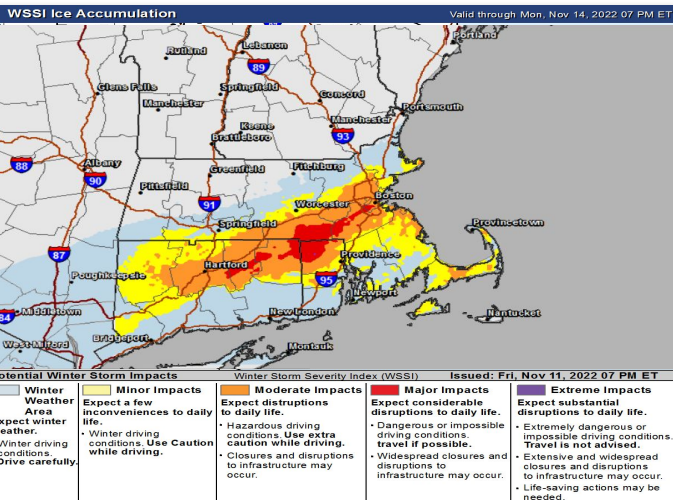 WSSI Ice Accumulation
Valid through Mon, Nov 14, 2022 07 PM ET
Portland
Rutland
Lebanon
89
Glens Falls
Springfield
Concord
Manchester
Portsmouth
Keene
Manchester
Brattleboro
93
88
Albany
90
Greenfield
Fitchburg
Pittsfield
91
Boston
Worcester
Springfield
Provincetown
87
Hartford
Providence
Poughkeepsie
95
Newport
84
Middletown
New London
Nantucket
West Milford
Bridgeport
Montauk
otential Winter Storm Impacts
Winter Storm Severity Index (WSSI)
Issued: Fri, Nov 11, 2022 07 PM ET
Winter
Weather
Area
xpect winter
eather.
Winter driving
conditions.
Drive carefully.
Minor Impacts
Expect a few
inconveniences to daily
life.
• Winter driving
conditions. Use Caution
while driving.
Moderate Impacts
Expect distruptions
to daily life.
• Hazardous driving
conditions. Use extra
caution while driving.
• Closures and disruptions
to infrastructure may
occur.
Major Impacts
Expect considerable
disruptions to daily life.
• Dangerous or impossible
driving conditions.
travel if possible.
• Widespread closures and
disruptions to
infrastructure may
occur.
Extreme Impacts
Expect substantial
disruptions to daily life.
• Extremely dangerous or
impossible driving conditions.
Travel is not advised.
• Extensive and widespread
closures and disruptions
to infrastructure may occur.
• Life-saving actions may be
needed.